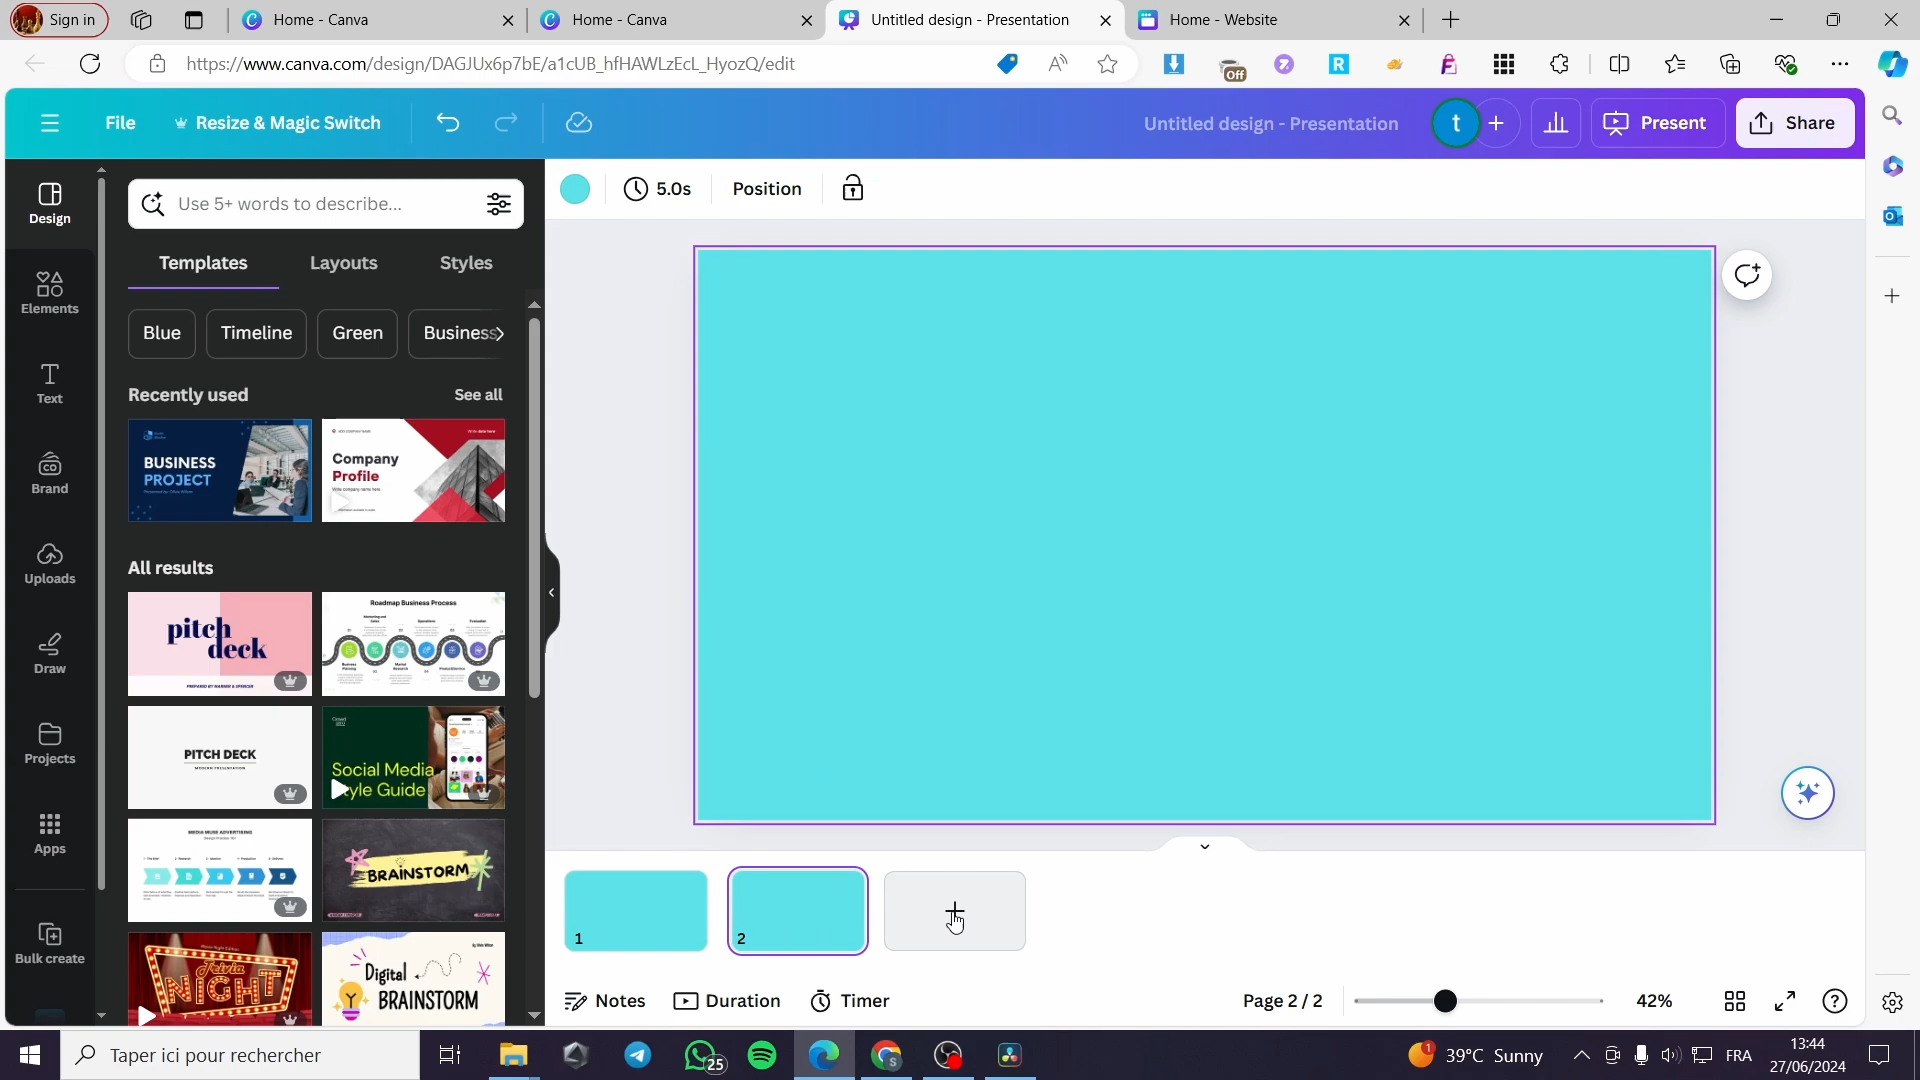 Sign in
Home - Canva
Home - Canva
Untitled design - Presentation
Home - Website
https://www.canva.com/design/DAGJUx6p7bE/a1cUB_hfHAWLzEcL_HyozQ/edit
Off
File
Resize & Magic Switch
Untitled design - Presentation
t
Present
Share
Design
Elements
Text
Brand
Uploads
Draw
Projects
Apps
Bulk create
Use 5+ words to describe...
Templates
Layouts
Styles
Blue
Timeline
Green
Business
Recently used
See all
BUSINESS
PROJECT
Company
Profile
All results
pitch
deck
Roadmap Business Process
PITCH DECK
Social Media
Style Guide
BRAINSTORM
Trivia
NIGHT
Digital
BRAINSTORM
5.0s
Position
1
2
Notes
Duration
Timer
Page 2 / 2
42%
Taper ici pour rechercher
25
1
39°C Sunny
FRA
13:44
27/06/2024